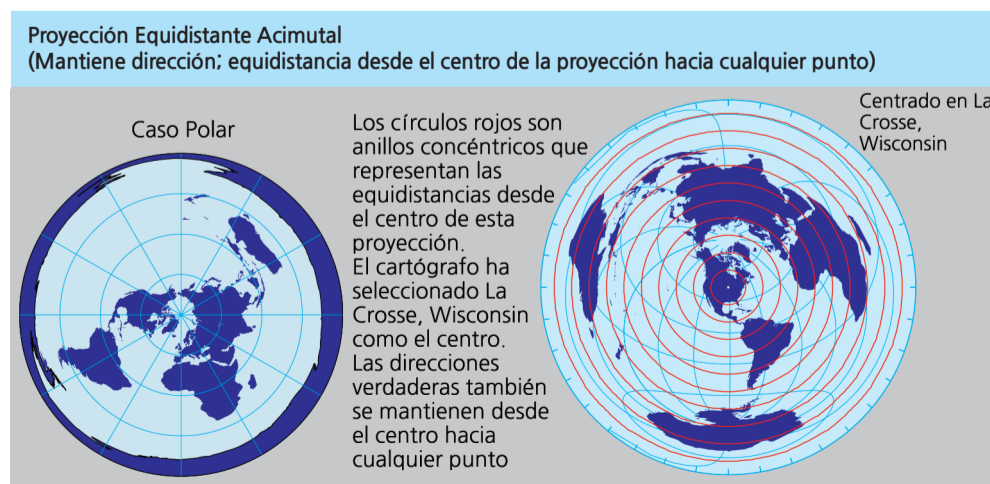 Proyección Equidistante Acimutal
(Mantiene dirección; equidistancia desde el centro de la proyección hacia cualquier punto)
Caso Polar
Los círculos rojos son
anillos concéntricos que
representan las
equidistancias desde
el centro de esta
proyección.
El cartógrafo ha
seleccionado La
Crosse, Wisconsin
como el centro.
Las direcciones
verdaderas también
se mantienen desde
el centro hacia
cualquier punto
Centrado en La
Crosse,
Wisconsin